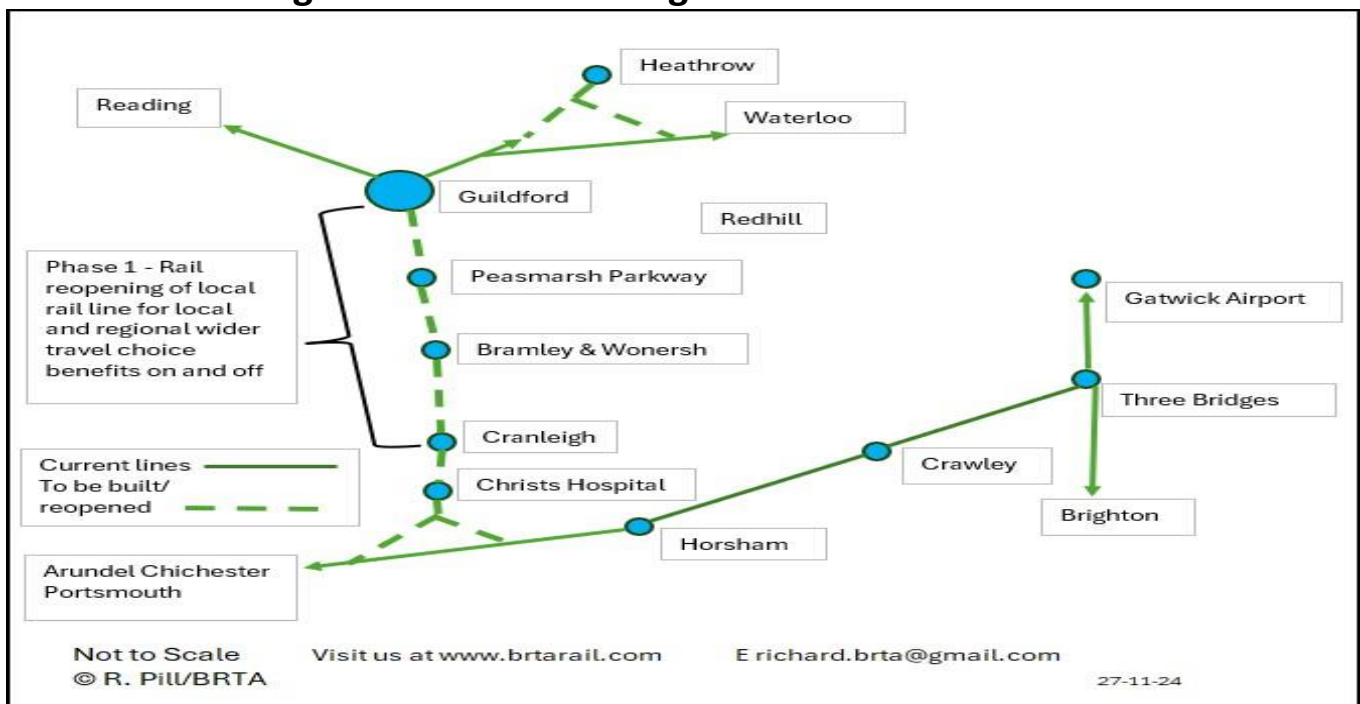 Heathrow
Reading
Waterloo
Guildford
Redhill
Phase 1 - Rail
reopening of local
rail line for local
and regional wider
travel choice
benefits on and off
Peasmarsh Parkway
Gatwick Airport
Bramley & Wonersh
Three Bridges
Cranleigh
Crawley
Current lines
To be built/
reopened
Christs Hospital
Brighton
Horsham
Arundel Chichester
Portsmouth
Not to Scale
Visit us at www.brtarail.com
E richard.brta@gmail.com
© R. Pill/BRTA
27-11-24